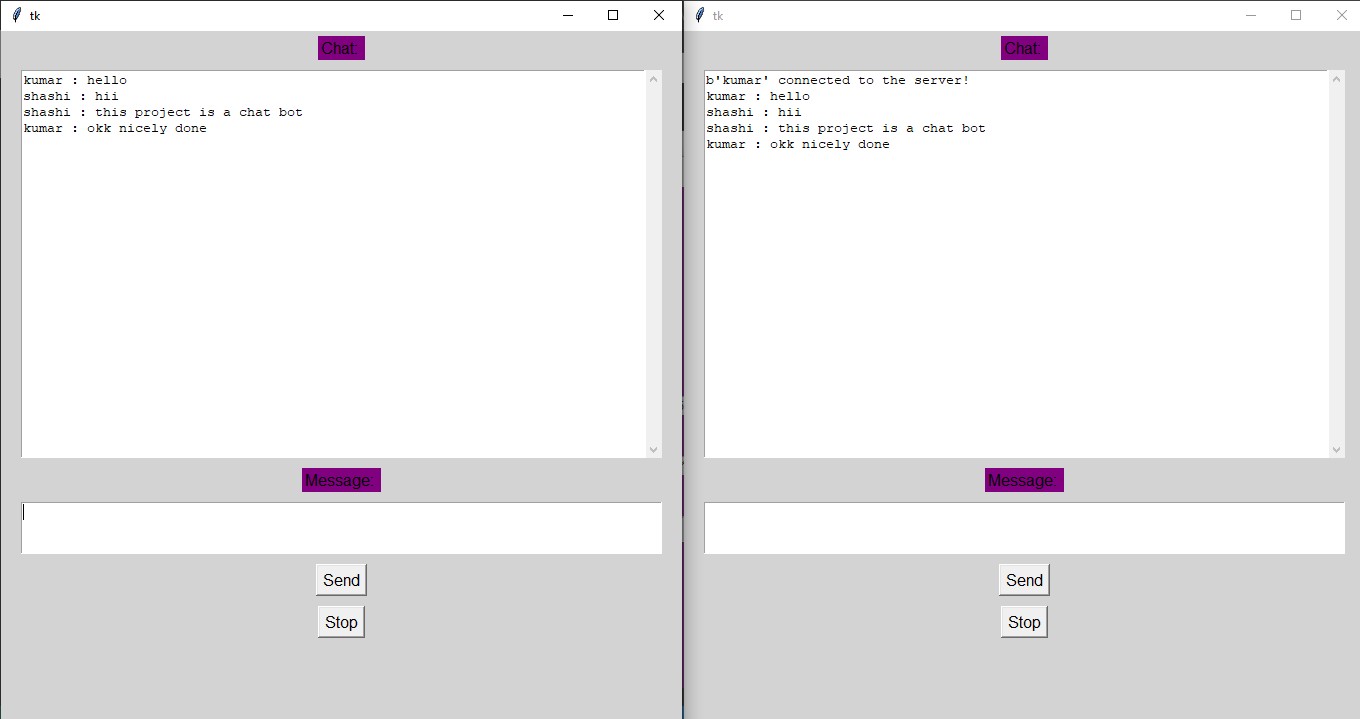 tk
Chat:
kumar : hello
shashi : hii
shashi : this project is a chat bot
kumar : okk nicely done
Message:
Send
Stop
tk
Chat:
b'kumar' connected to the server!
kumar : hello
shashi : hii
shashi : this project is a chat bot
kumar : okk nicely done
Message:
Send
Stop